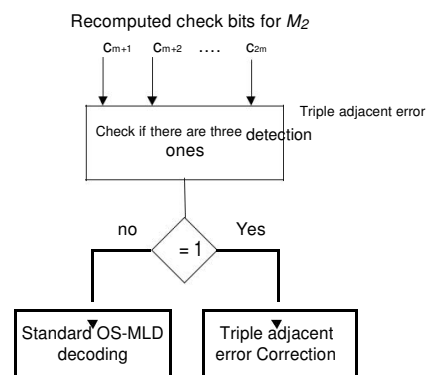 Recomputed check bits for M2
cm+1 cm+2 .... c2m
Triple adjacent error
detection
Check if there are three
ones
no
Yes
= 1
Standard OS-MLD
decoding
Triple adjacent
error Correction